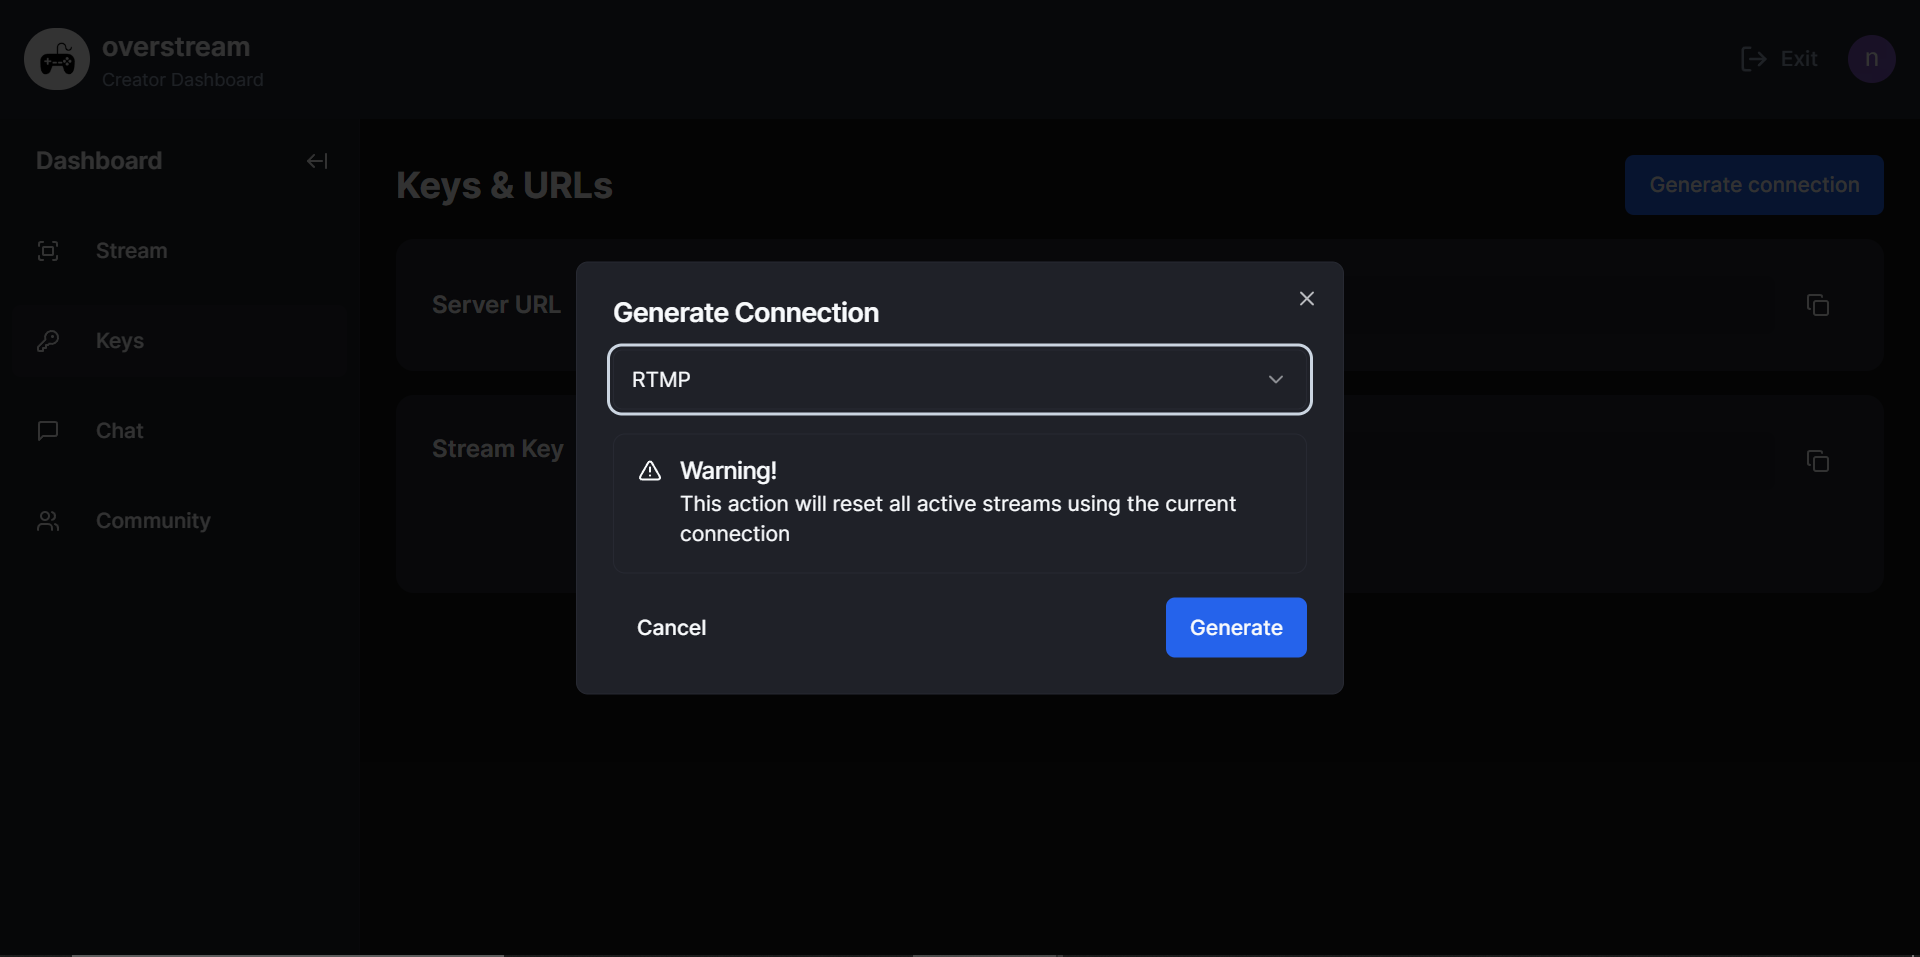 overstream
Creator Dashboard
Exit
n
Dashboard
Stream
Keys
Chat
Community
Keys & URLs
Generate connection
Server URL
Stream Key
Generate Connection
RTMP
Warning!
This action will reset all active streams using the current
connection
Cancel
Generate